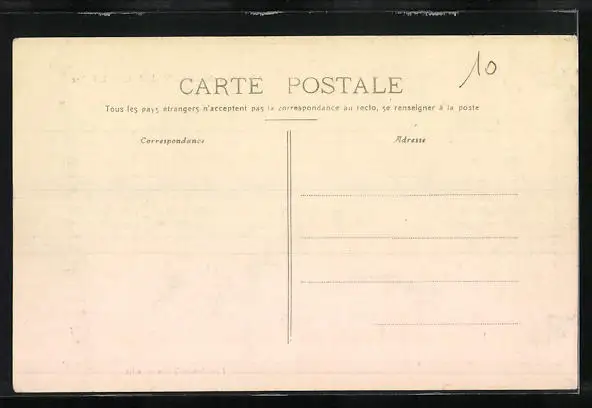 10
CARTE POSTALE
Tous les pays étrangers n'acceptent pas la correspondance au recto, se renseigner à la poste
Correspondance
Adresse